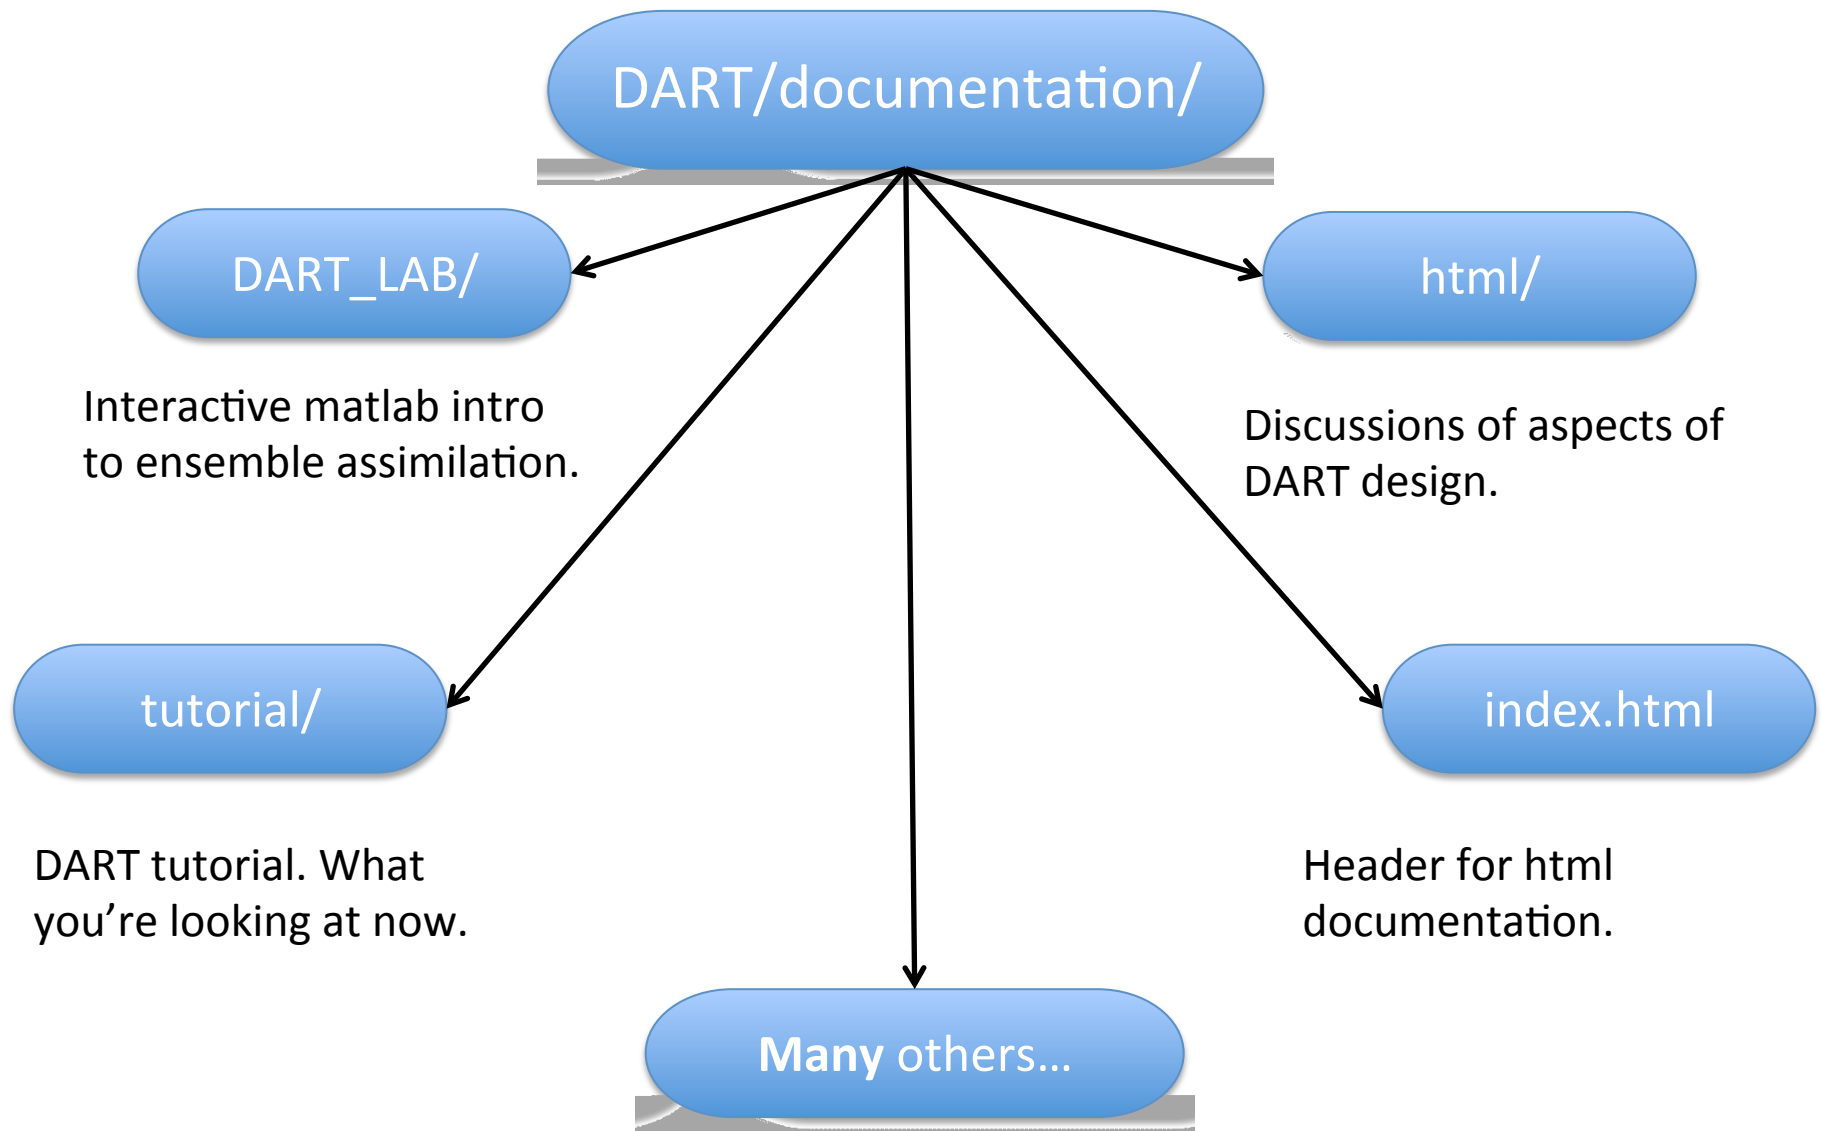 DART/documentation/
DART_LAB/
html/
Interactive matlab intro
to ensemble assimilation.
Discussions of aspects of
DART design.
tutorial/
index.html
DART tutorial. What
you’re looking at now.
Header for html
documentation.
Many others…